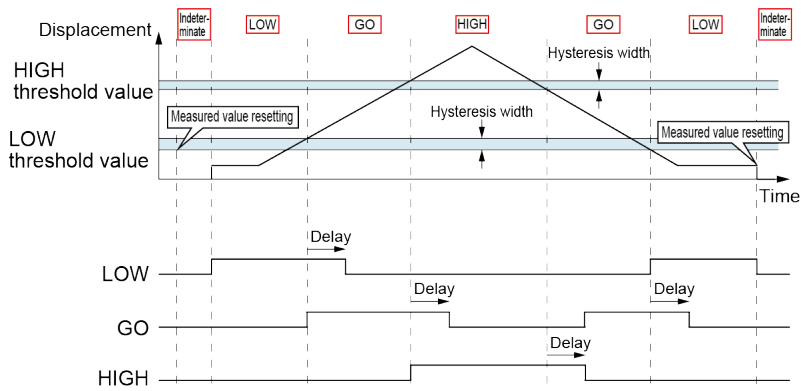 Indeter-
minate
LOW
GO
HIGH
GO
LOW
Indeter-
minate
Displacement
Hysteresis width
HIGH
threshold value
Measured value resetting
Hysteresis width
Measured value resetting
LOW
threshold value
Time
Delay
LOW
Delay
Delay
GO
Delay
HIGH